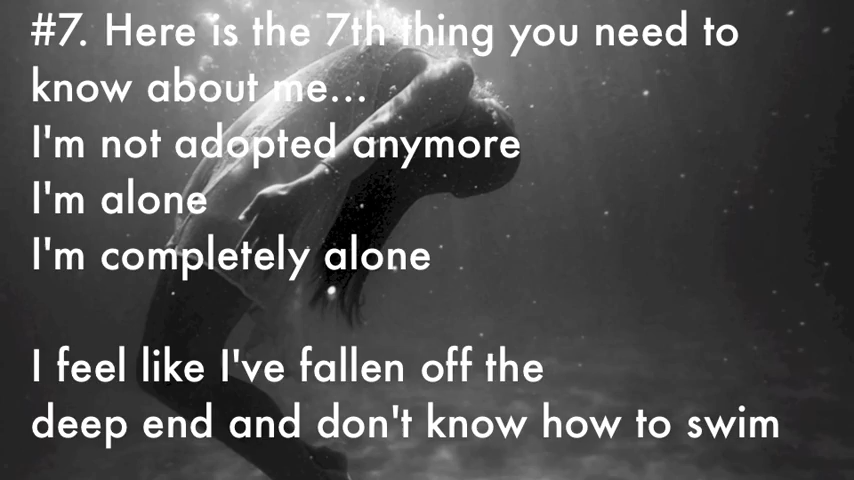 #7. Here is the 7th thing you need to
know about me...
I'm not adopted anymore
I'm alone
I'm completely alone
I feel like I've fallen off the
deep end and don't know how to swim